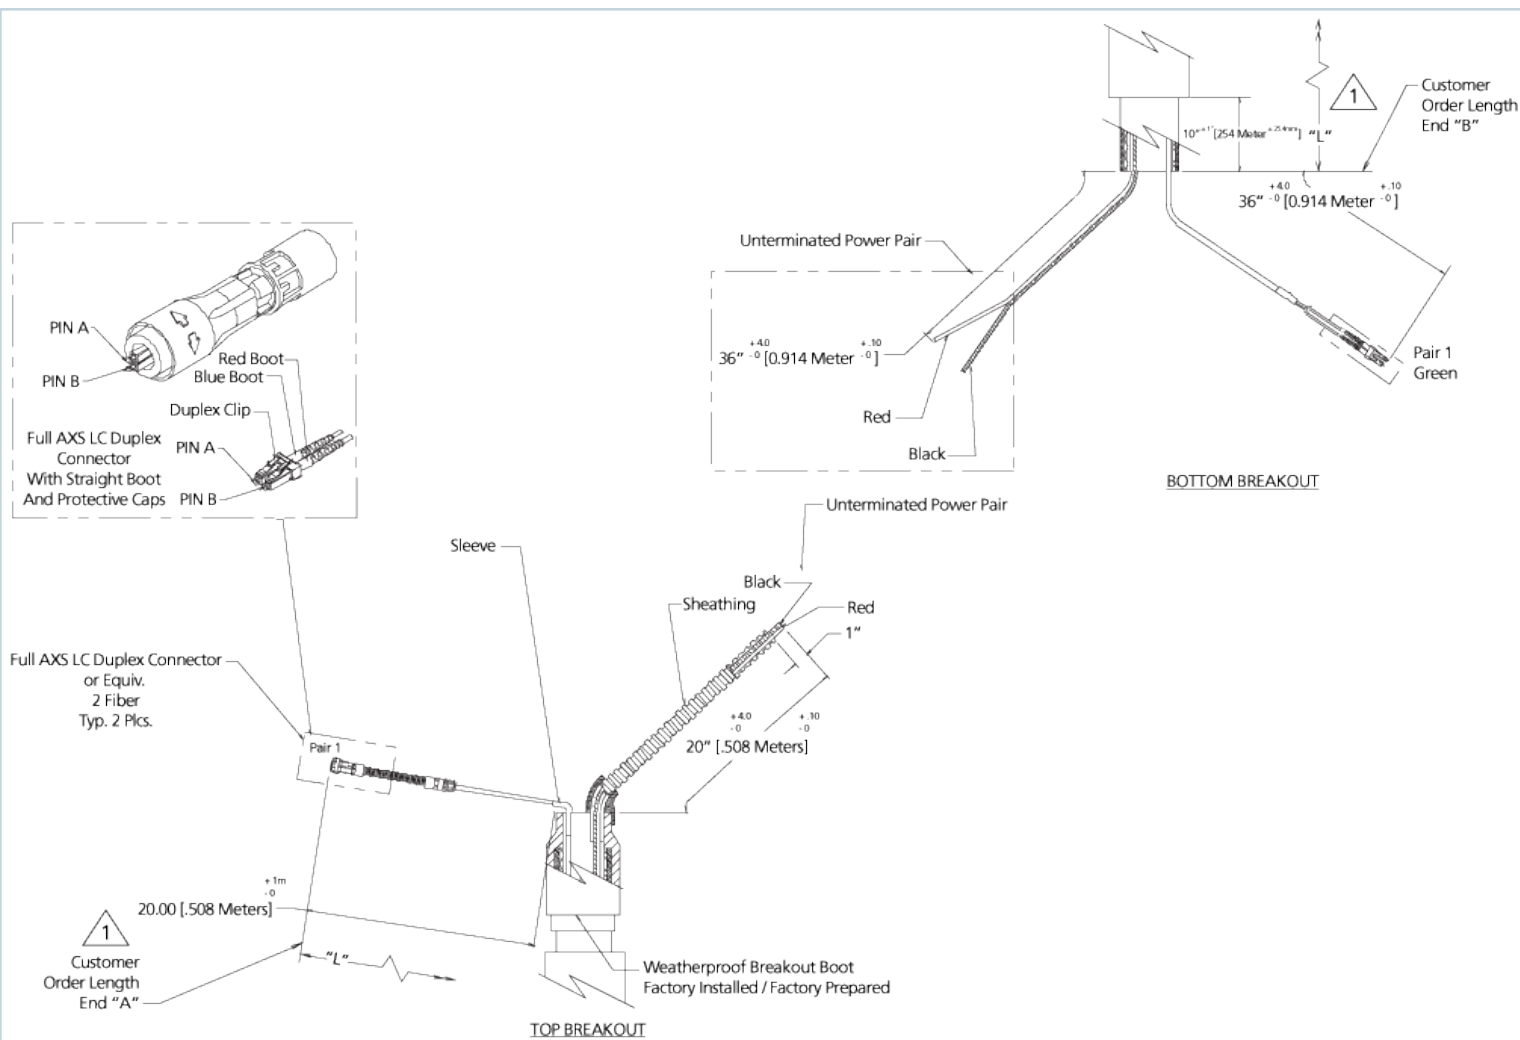 1
Customer
Order Length
End "B"
10" +1" [254 Meter +25.4mm] "L"
+4.0 +.10
36" -0 [0.914 Meter -0]
Unterminated Power Pair
+4.0 +.10
36" -0 [0.914 Meter -0]
Red
Black
Pair 1
Green
BOTTOM BREAKOUT
PIN A
PIN B
Red Boot
Blue Boot
Duplex Clip
Full AXS LC Duplex
Connector
With Straight Boot
And Protective Caps
PIN A
PIN B
Unterminated Power Pair
Sleeve
Black
Sheathing
Red
1"
Full AXS LC Duplex Connector
or Equiv.
2 Fiber
Typ. 2 Plcs.
Pair 1
+4.0 +.10
-0 -0
20" [.508 Meters]
+1m
-0
20.00 [.508 Meters]
1
Customer
Order Length
End "A"
"L"
Weatherproof Breakout Boot
Factory Installed / Factory Prepared
TOP BREAKOUT